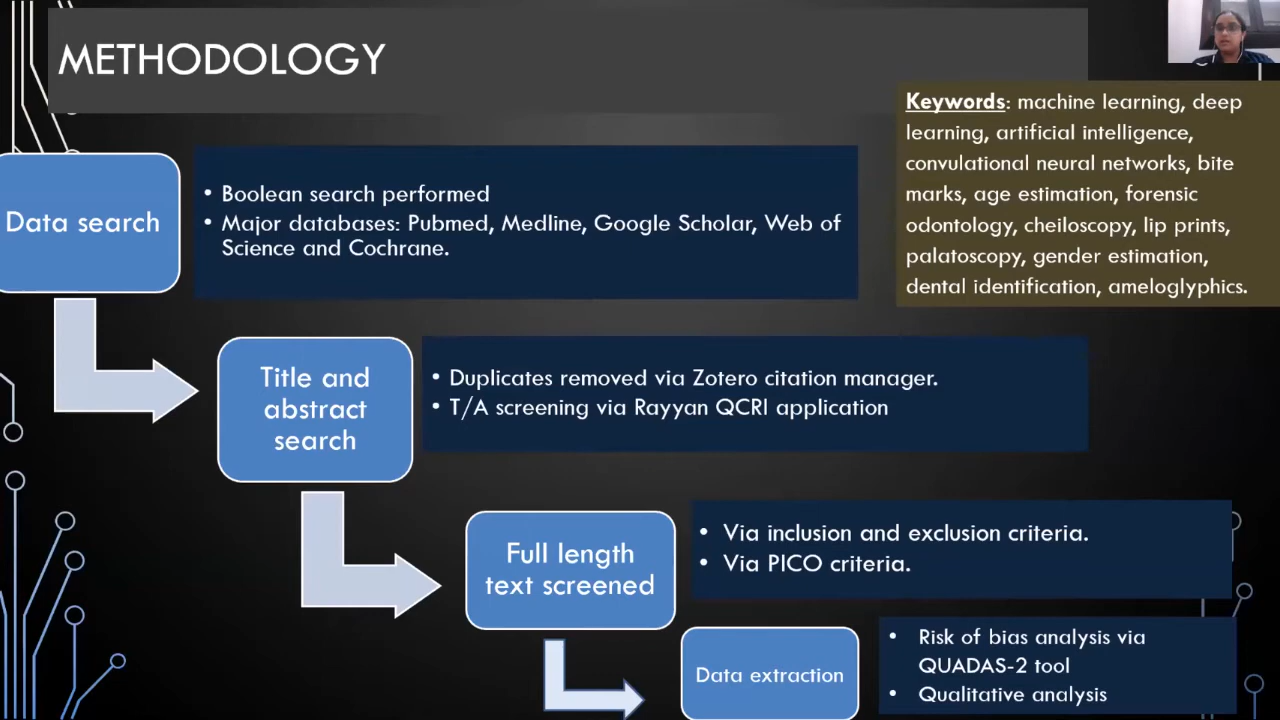 METHODOLOGY
Keywords: machine learning, deep
learning, artificial intelligence,
convulational neural networks, bite
marks, age estimation, forensic
odontology, cheiloscopy, lip prints,
palatoscopy, gender estimation,
dental identification, ameloglyphics.
Data search
• Boolean search performed
• Major databases: Pubmed, Medline, Google Scholar, Web of
Science and Cochrane.
Title and
abstract
search
• Duplicates removed via Zotero citation manager.
• T/A screening via Rayyan QCRI application
Full length
text screened
• Via inclusion and exclusion criteria.
• Via PICO criteria.
Data extraction
• Risk of bias analysis via
QUADAS-2 tool
• Qualitative analysis